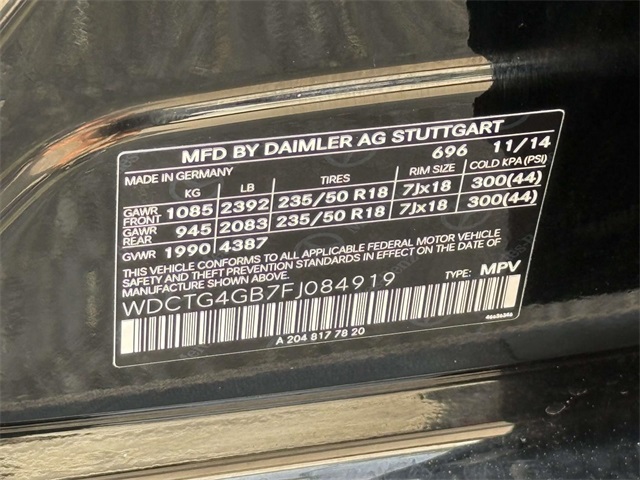 MFD BY DAIMLER AG STUTTGART
696 11/14
MADE IN GERMANY
KG LB TIRES RIM SIZE COLD KPA (PSI)
GAWR FRONT 1085 2392 235/50 R18 7Jx18 300(44)
GAWR REAR 945 2083 235/50 R18 7Jx18 300(44)
GVWR 1990 4387
THIS VEHICLE CONFORMS TO ALL APPLICABLE FEDERAL MOTOR VEHICLE
SAFETY, BUMPER, AND THEFT PREVENTION STANDARDS IN EFFECT ON THE DATE OF
MANUFACTURE SHOWN ABOVE.
WDCTG4GB7FJ084919 TYPE: MPV
A 204 817 78 20